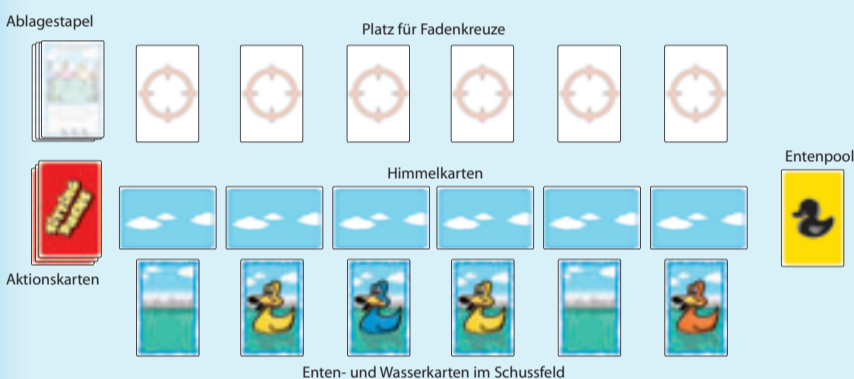 Ablagestapel
Platz für Fadenkreuze
Himmelkarten
Entenpool
Aktionskarten
Enten- und Wasserkarten im Schussfeld